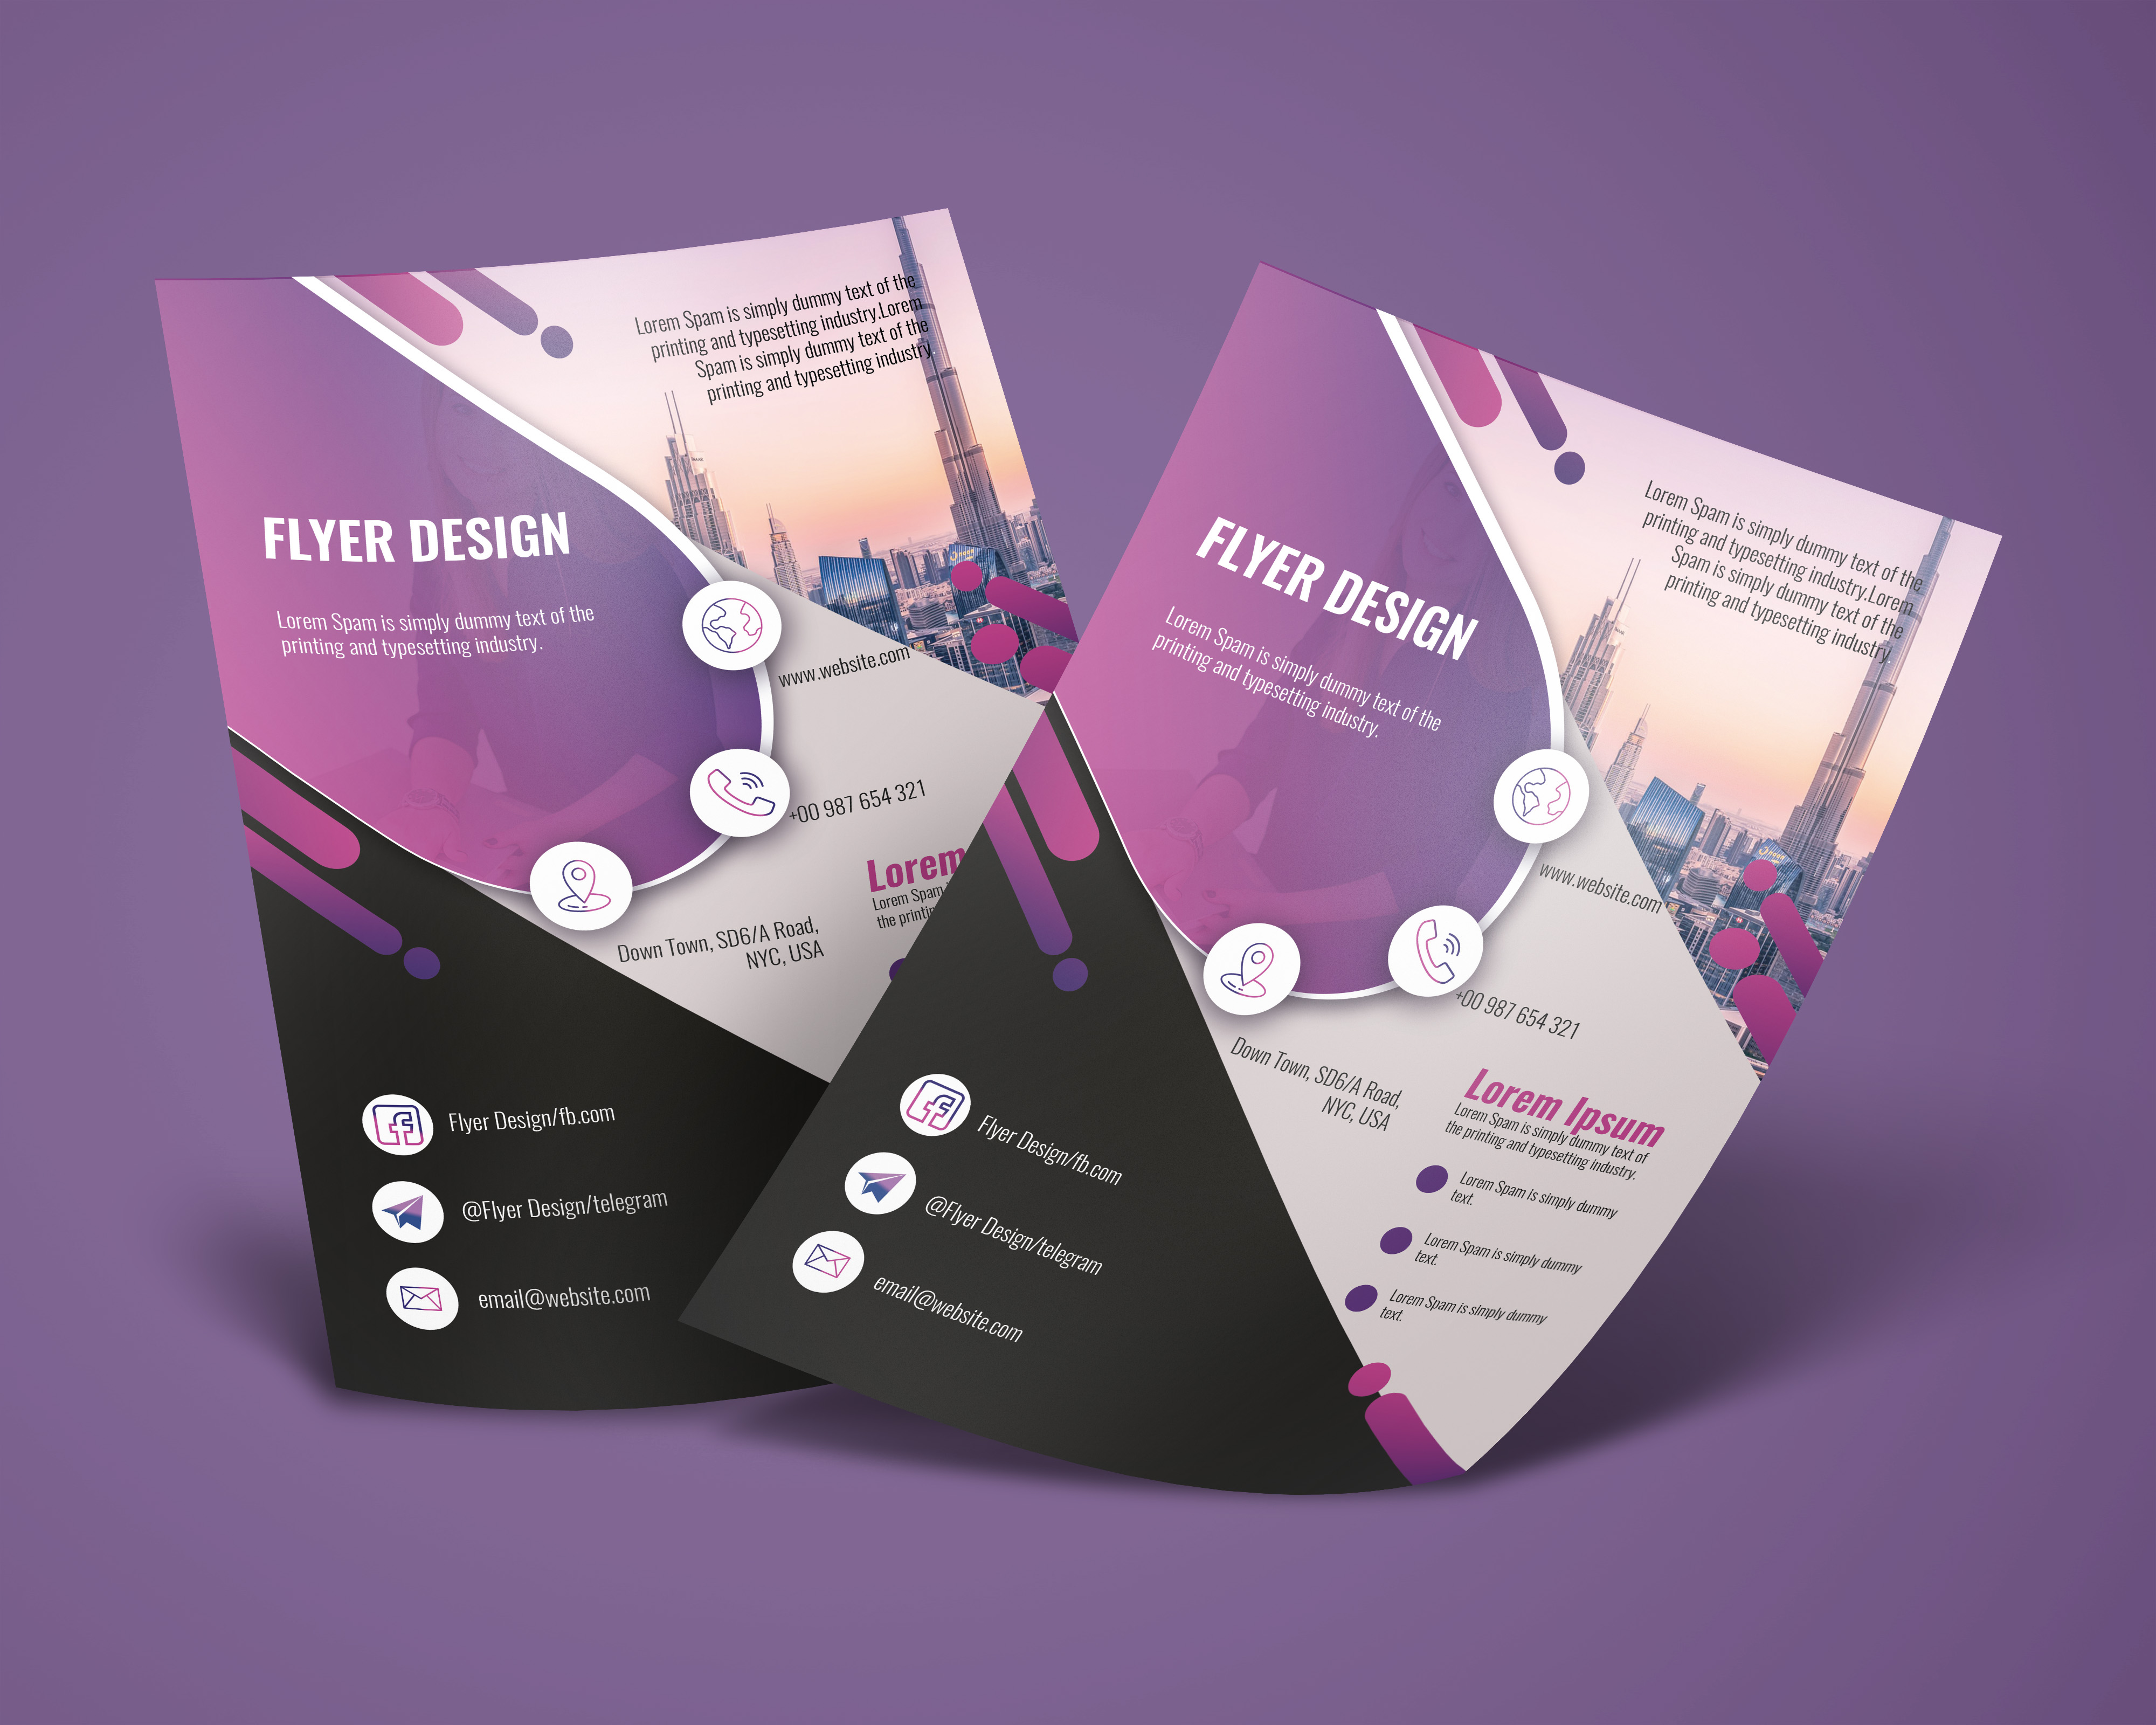 Lorem Spam is simply dummy text of the
printing and typesetting industry.Lorem
Spam is simply dummy text of the
printing and typesetting industry.
FLYER DESIGN
Lorem Spam is simply dummy text of the
printing and typesetting industry.
www.website.com
+00 987 654 321
Lorem
Lorem Spam
the printin
Down Town, SD6/A Road,
NYC, USA
Flyer Design/fb.com
@Flyer Design/telegram
email@website.com
Lorem Spam is simply dummy text of the
printing and typesetting industry.Lorem
Spam is simply dummy text of the
printing and typesetting industry.
FLYER DESIGN
Lorem Spam is simply dummy text of the
printing and typesetting industry.
www.website.com
+00 987 654 321
Down Town, SD6/A Road,
NYC, USA
Lorem Ipsum
Lorem Spam is simply dummy text of
the printing and typesetting industry.
Lorem Spam is simply dummy
text.
Lorem Spam is simply dummy
text.
Lorem Spam is simply dummy
text.
Flyer Design/fb.com
@Flyer Design/telegram
email@website.com